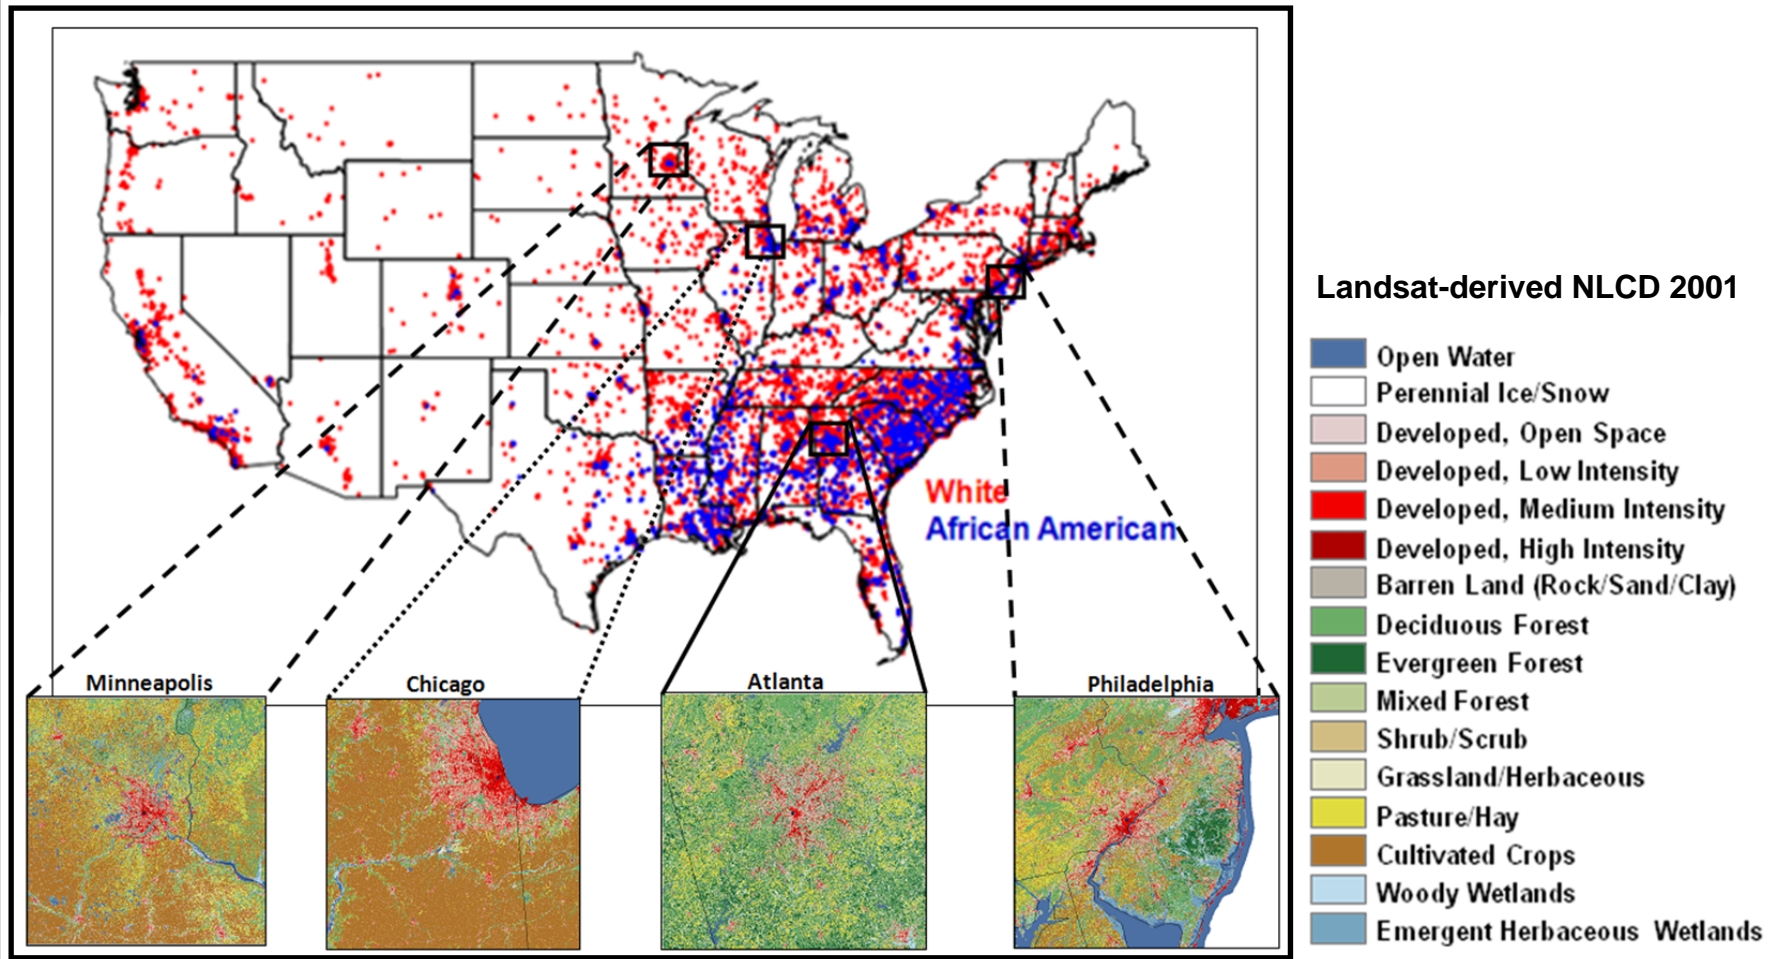 White
African American
Minneapolis
Chicago
Atlanta
Philadelphia
Landsat-derived NLCD 2001
Open Water
Perennial Ice/Snow
Developed, Open Space
Developed, Low Intensity
Developed, Medium Intensity
Developed, High Intensity
Barren Land (Rock/Sand/Clay)
Deciduous Forest
Evergreen Forest
Mixed Forest
Shrub/Scrub
Grassland/Herbaceous
Pasture/Hay
Cultivated Crops
Woody Wetlands
Emergent Herbaceous Wetlands